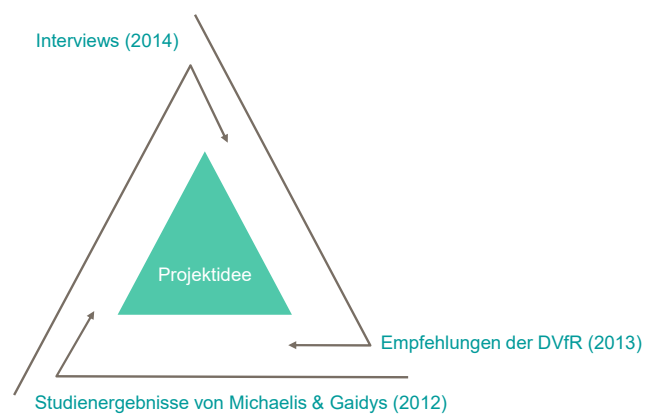 Interviews (2014)
Projektidee
Empfehlungen der DVfR (2013)
Studienergebnisse von Michaelis & Gaidys (2012)